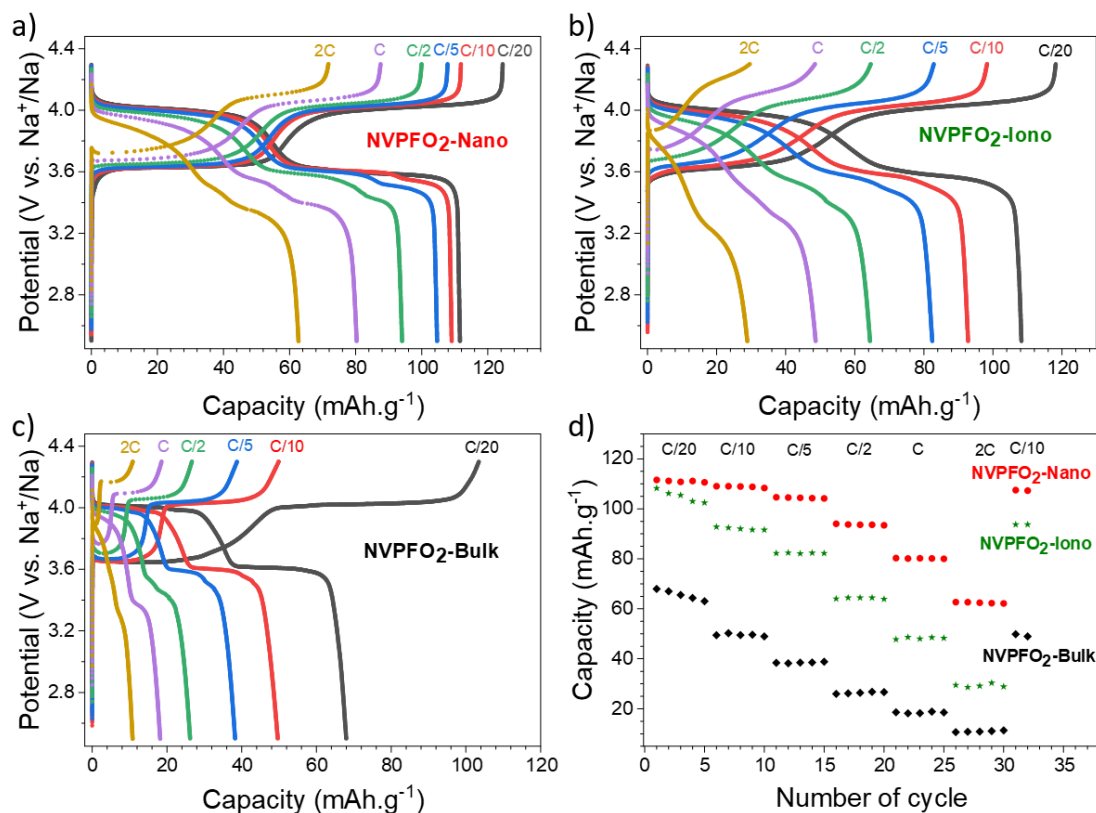 a)
2C C C/2 C/5 C/10 C/20
NVPFO₂-Nano
Potential (V vs. Na⁺/Na)
4.4
4.0
3.6
3.2
2.8
0 20 40 60 80 100 120
Capacity (mAh.g⁻¹)
b)
2C C C/2 C/5 C/10 C/20
NVPFO₂-Iono
Potential (V vs. Na⁺/Na)
4.4
4.0
3.6
3.2
2.8
0 20 40 60 80 100 120
Capacity (mAh.g⁻¹)
c)
2C C C/2 C/5 C/10 C/20
NVPFO₂-Bulk
Potential (V vs. Na⁺/Na)
4.4
4.0
3.6
3.2
2.8
0 20 40 60 80 100 120
Capacity (mAh.g⁻¹)
d)
C/20 C/10 C/5 C/2 C 2C C/10
NVPFO₂-Nano
NVPFO₂-Iono
NVPFO₂-Bulk
Capacity (mAh.g⁻¹)
120
100
80
60
40
20
0 5 10 15 20 25 30
Number of cycle